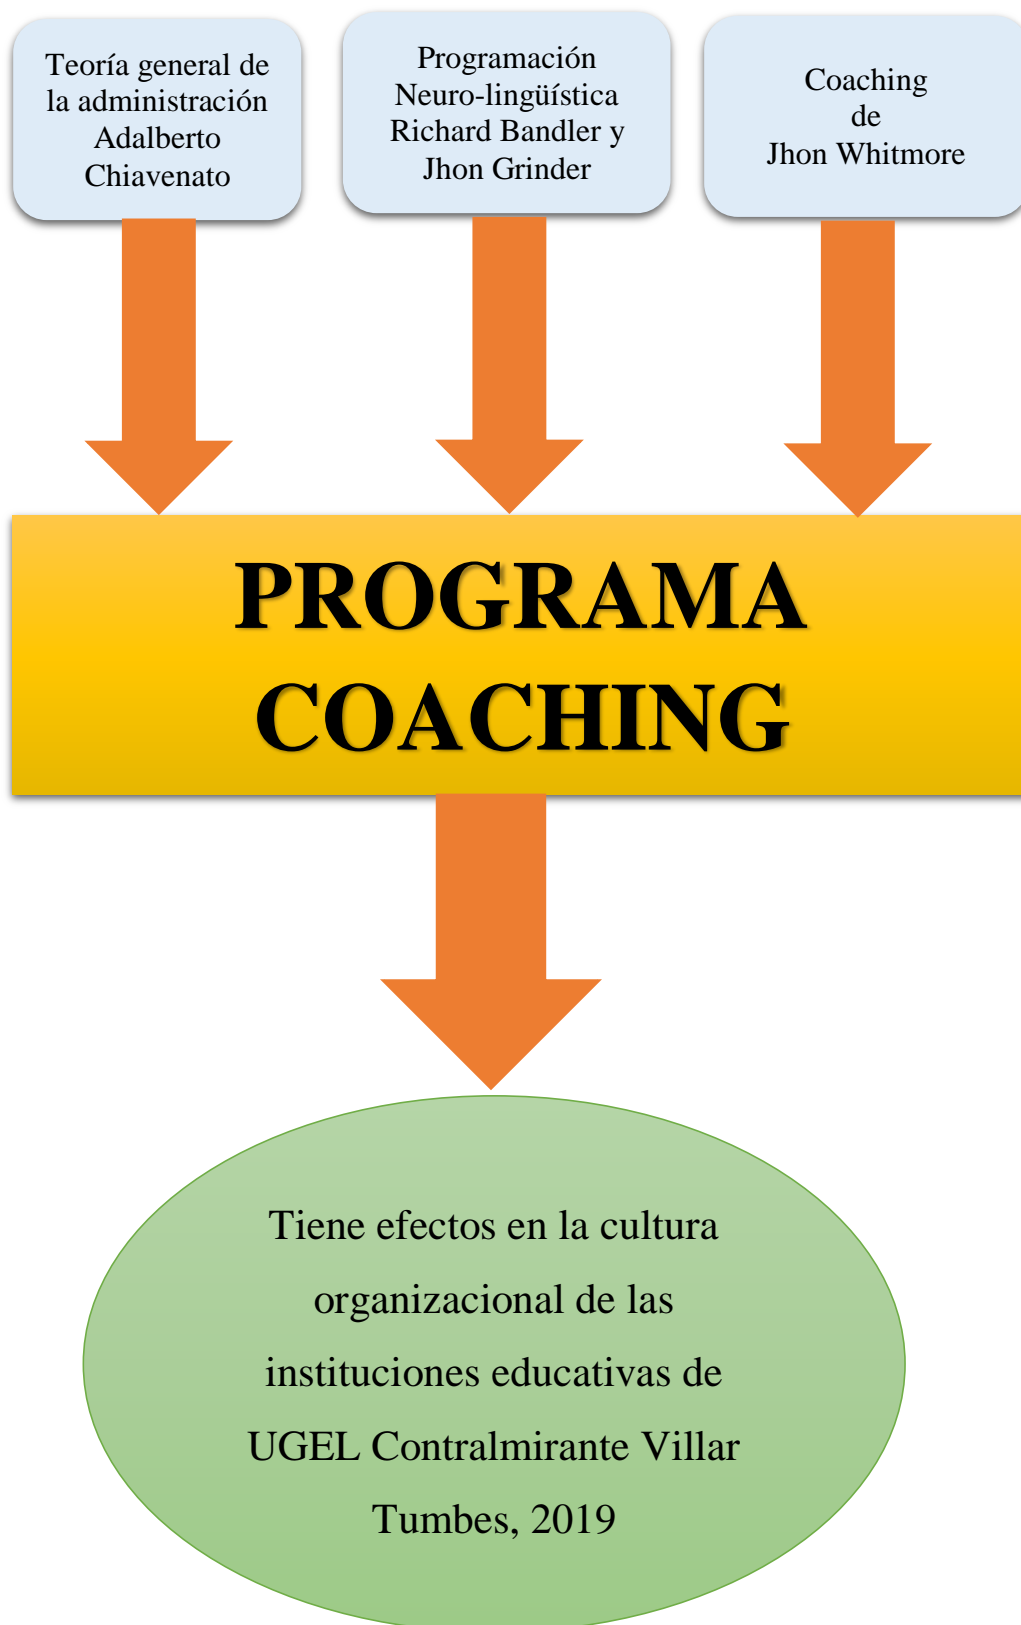 Teoría general de
la administración
Adalberto
Chiavenato
Programación
Neuro-lingüística
Richard Bandler y
Jhon Grinder
Coaching
de
Jhon Whitmore
PROGRAMA
COACHING
Tiene efectos en la cultura
organizacional de las
instituciones educativas de
UGEL Contralmirante Villar
Tumbes, 2019